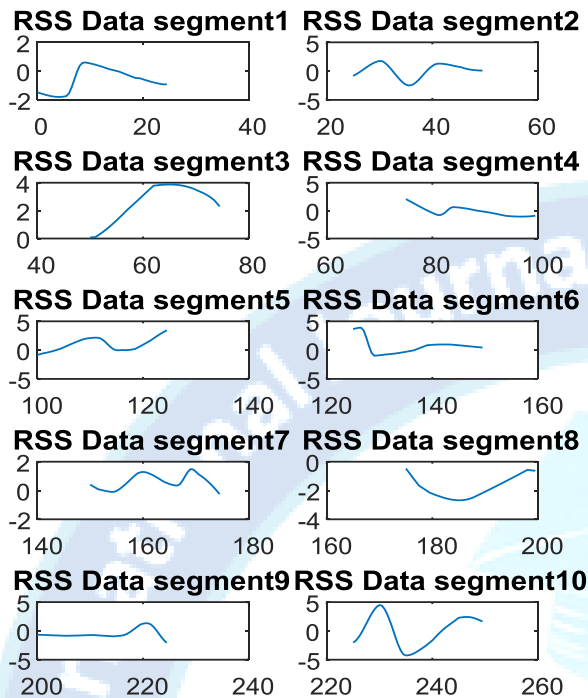 RSS Data segment1 RSS Data segment2
2 5
0 0
-2 -5
0 20 40 20 40 60
RSS Data segment3 RSS Data segment4
4 5
2 0
0 -5
40 60 80 60 80 100
RSS Data segment5 RSS Data segment6
5 5
0 0
-5 -5
100 120 140 120 140 160
RSS Data segment7 RSS Data segment8
2 0
0 -2
-2 -4
140 160 180 160 180 200
RSS Data segment9 RSS Data segment10
5 5
0 0
-5 -5
200 220 240 220 240 260